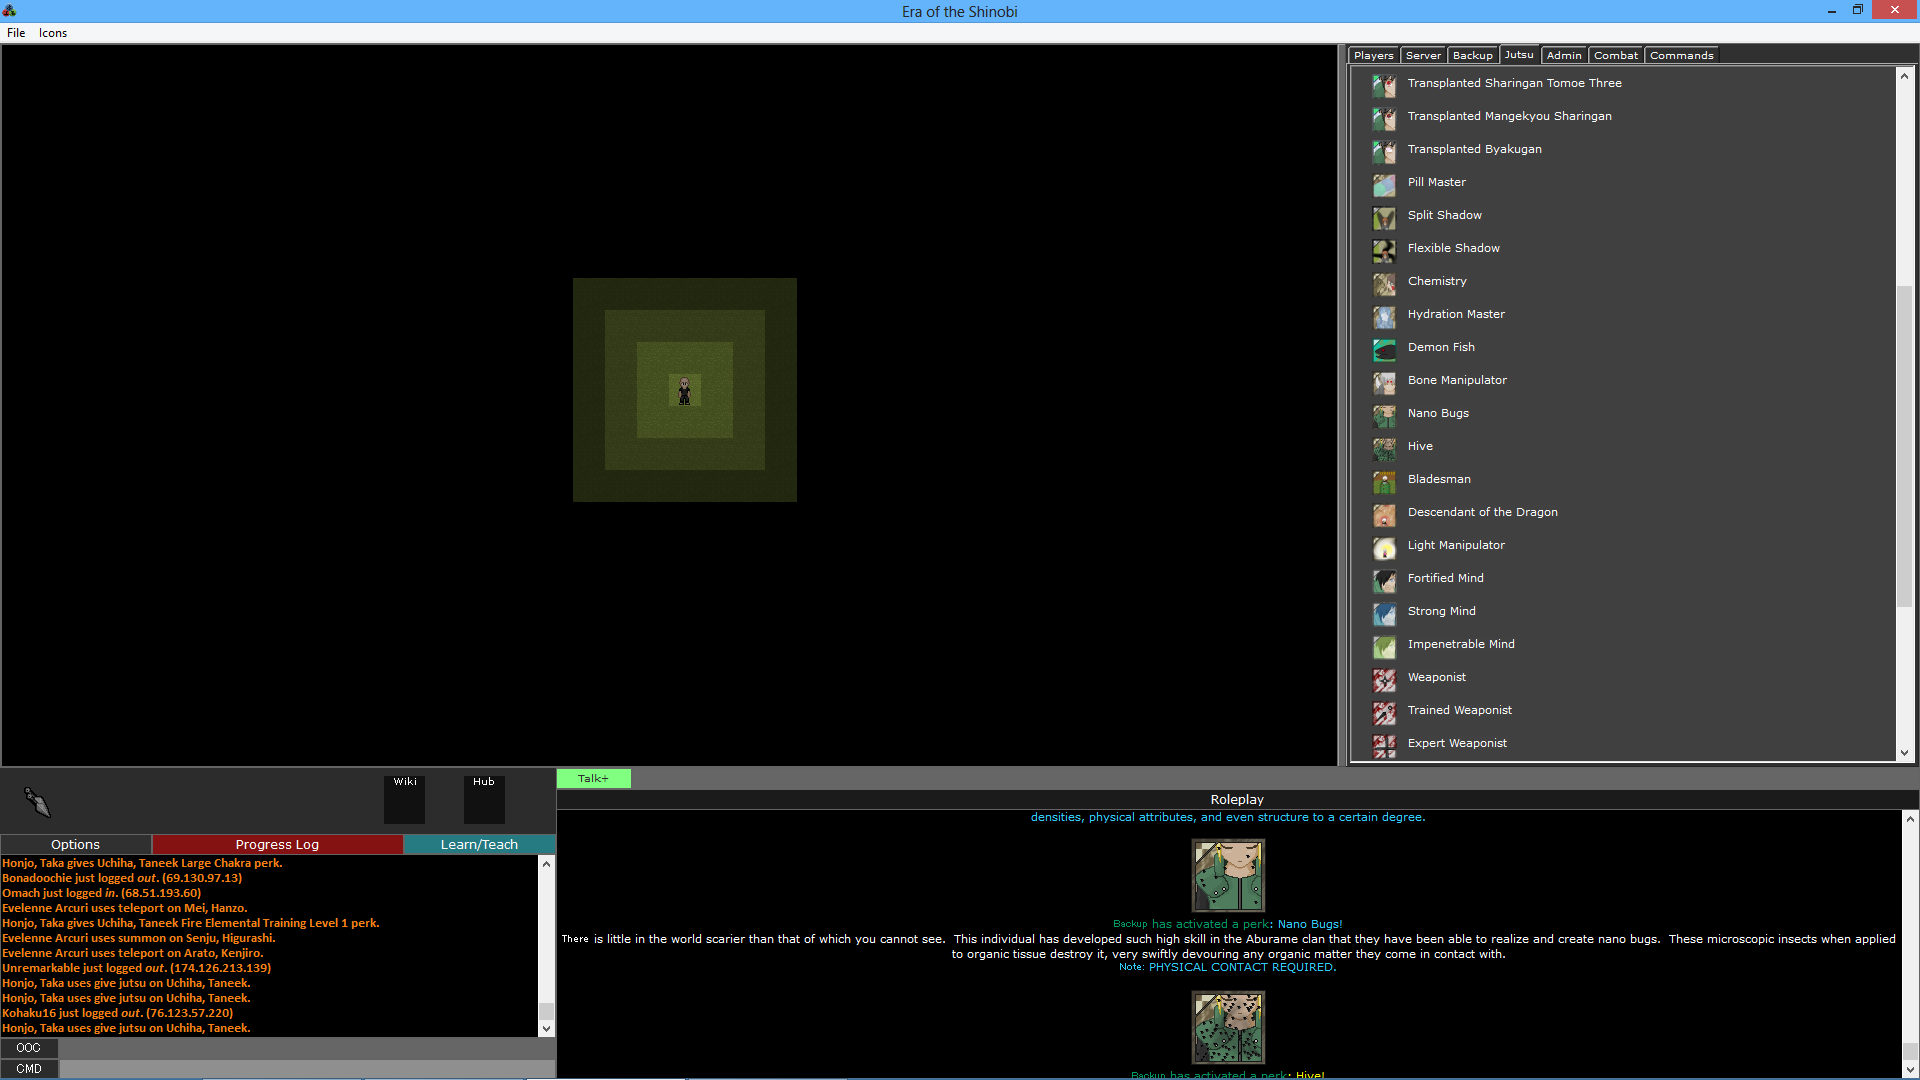 Era of the Shinobi
File Icons
Players Server Backup Jutsu Admin Combat Commands
Transplanted Sharingan Tomoe Three
Transplanted Mangekyou Sharingan
Transplanted Byakugan
Pill Master
Split Shadow
Flexible Shadow
Chemistry
Hydration Master
Demon Fish
Bone Manipulator
Nano Bugs
Hive
Bladesman
Descendant of the Dragon
Light Manipulator
Fortified Mind
Strong Mind
Impenetrable Mind
Weaponist
Trained Weaponist
Expert Weaponist
Wiki Hub
Options Progress Log Learn/Teach
Honjo, Taka gives Uchiha, Taneek Large Chakra perk.
Bonadoochie just logged out. (69.130.97.13)
Omach just logged in. (68.51.193.60)
Evelenne Arcuri uses teleport on Mei, Hanzo.
Honjo, Taka gives Uchiha, Taneek Fire Elemental Training Level 1 perk.
Evelenne Arcuri uses summon on Senju, Higurashi.
Evelenne Arcuri uses teleport on Arato, Kenjiro.
Unremarkable just logged out. (174.126.213.139)
Honjo, Taka uses give jutsu on Uchiha, Taneek.
Honjo, Taka uses give jutsu on Uchiha, Taneek.
Kohaku16 just logged out. (76.123.57.220)
Honjo, Taka uses give jutsu on Uchiha, Taneek.
OOC
CMD
Talk+
Roleplay
densities, physical attributes, and even structure to a certain degree.
Backup has activated a perk: Nano Bugs!
There is little in the world scarier than that of which you cannot see. This individual has developed such high skill in the Aburame clan that they have been able to realize and create nano bugs. These microscopic insects when applied
to organic tissue destroy it, very swiftly devouring any organic matter they come in contact with.
Note: PHYSICAL CONTACT REQUIRED.
Backup has activated a perk: Hive!